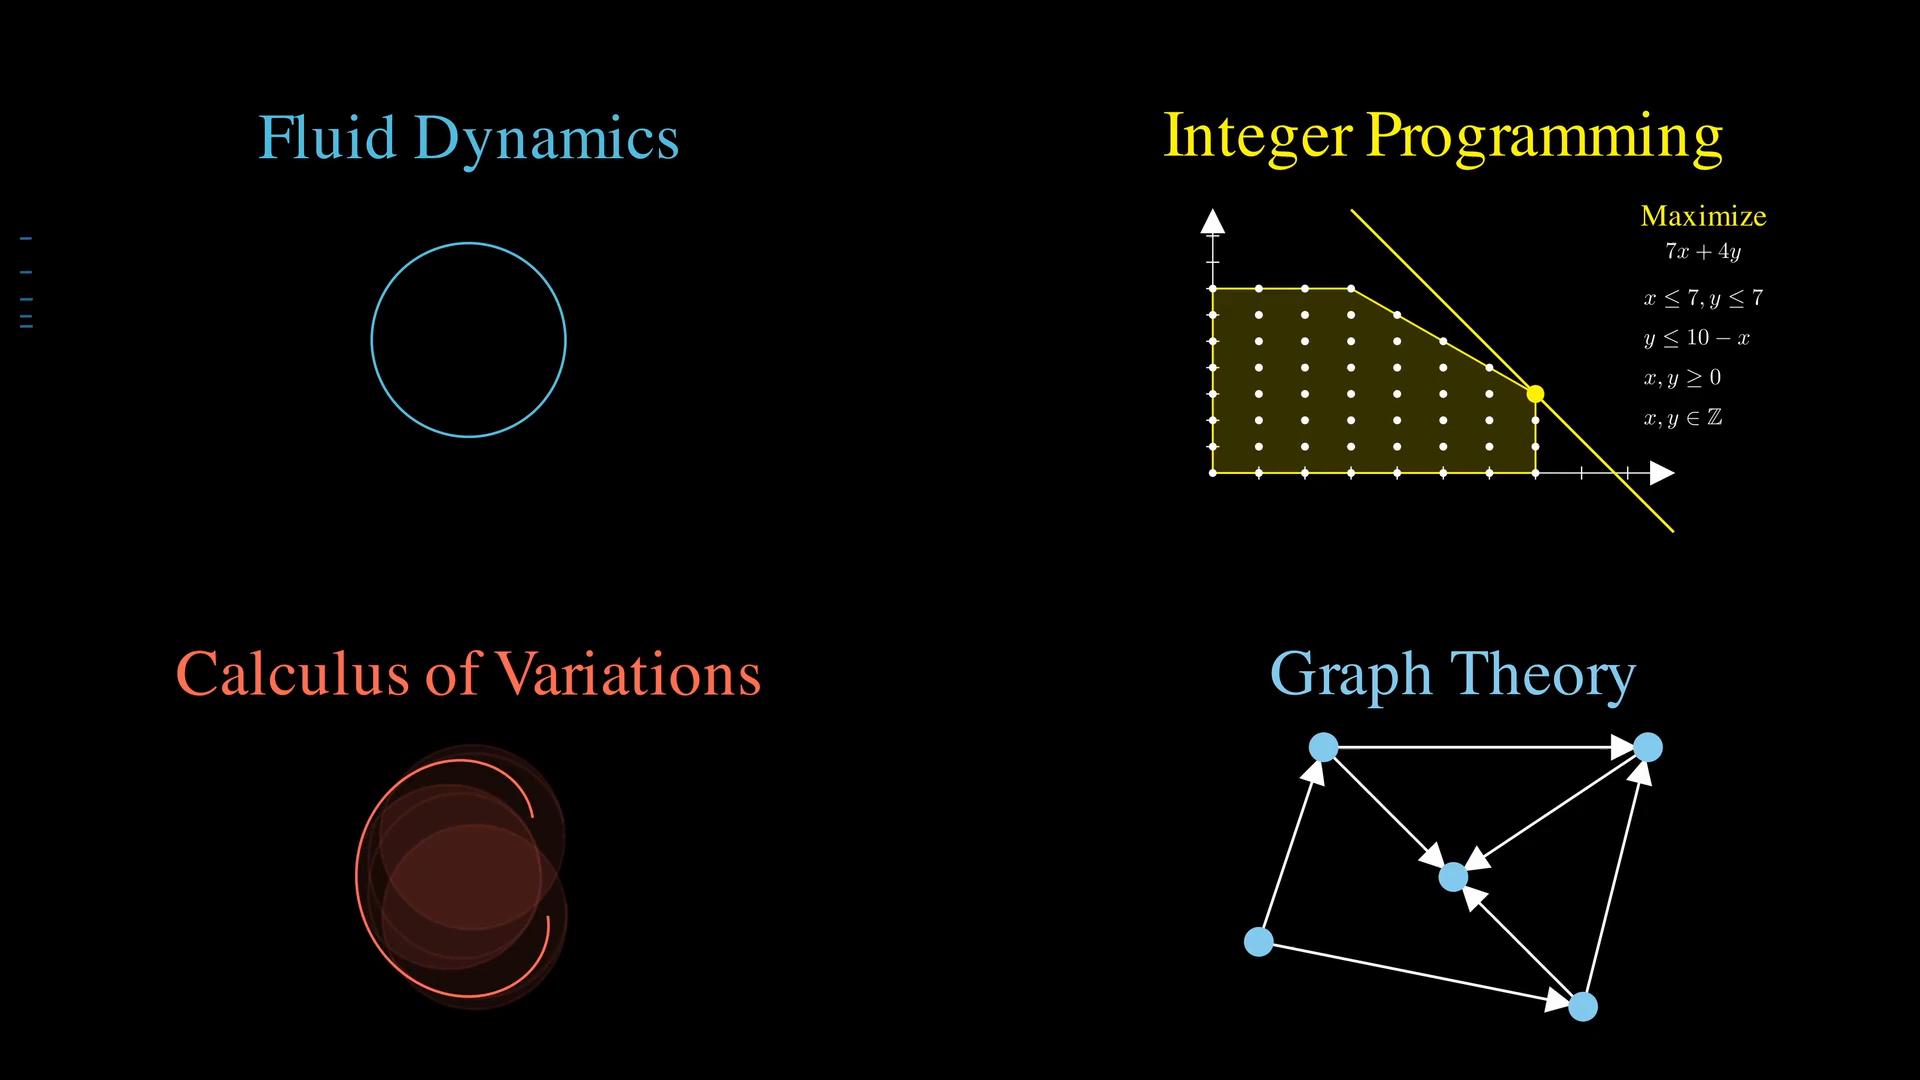 Fluid Dynamics
Integer Programming
Maximize
7x + 4y
x ≤ 7, y ≤ 7
y ≤ 10 − x
x, y ≥ 0
x, y ∈ ℤ
Calculus of Variations
Graph Theory